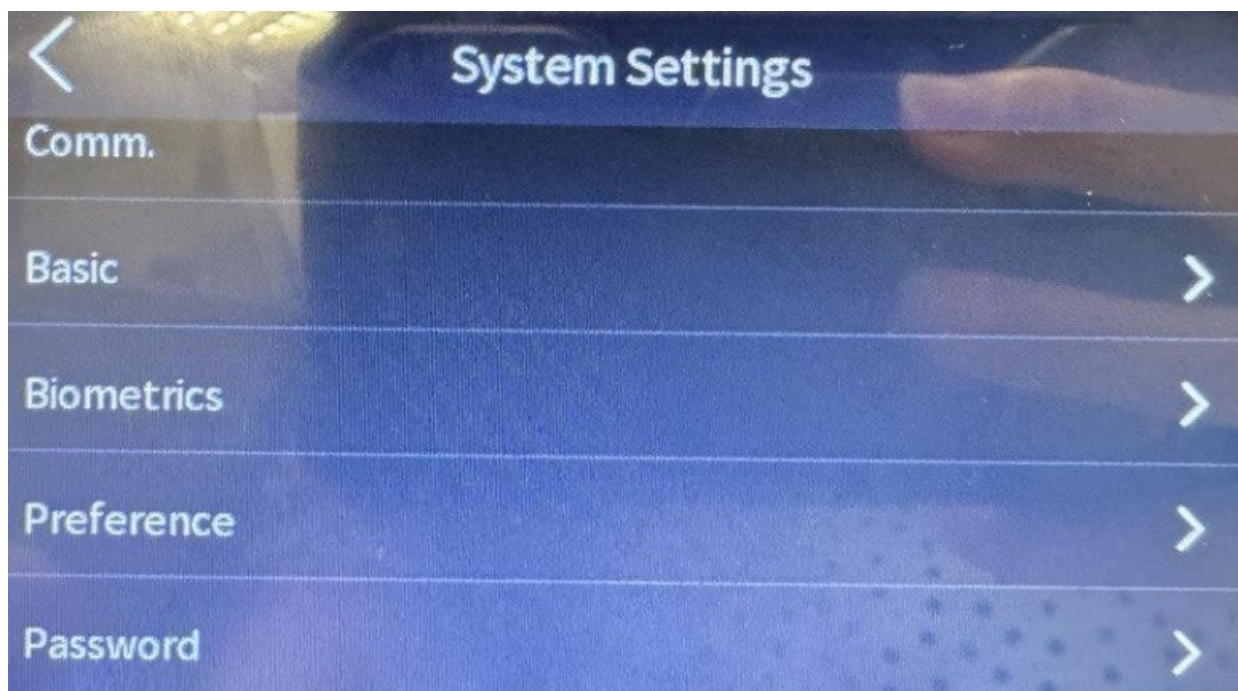 System Settings
Comm.
Basic
Biometrics
Preference
Password